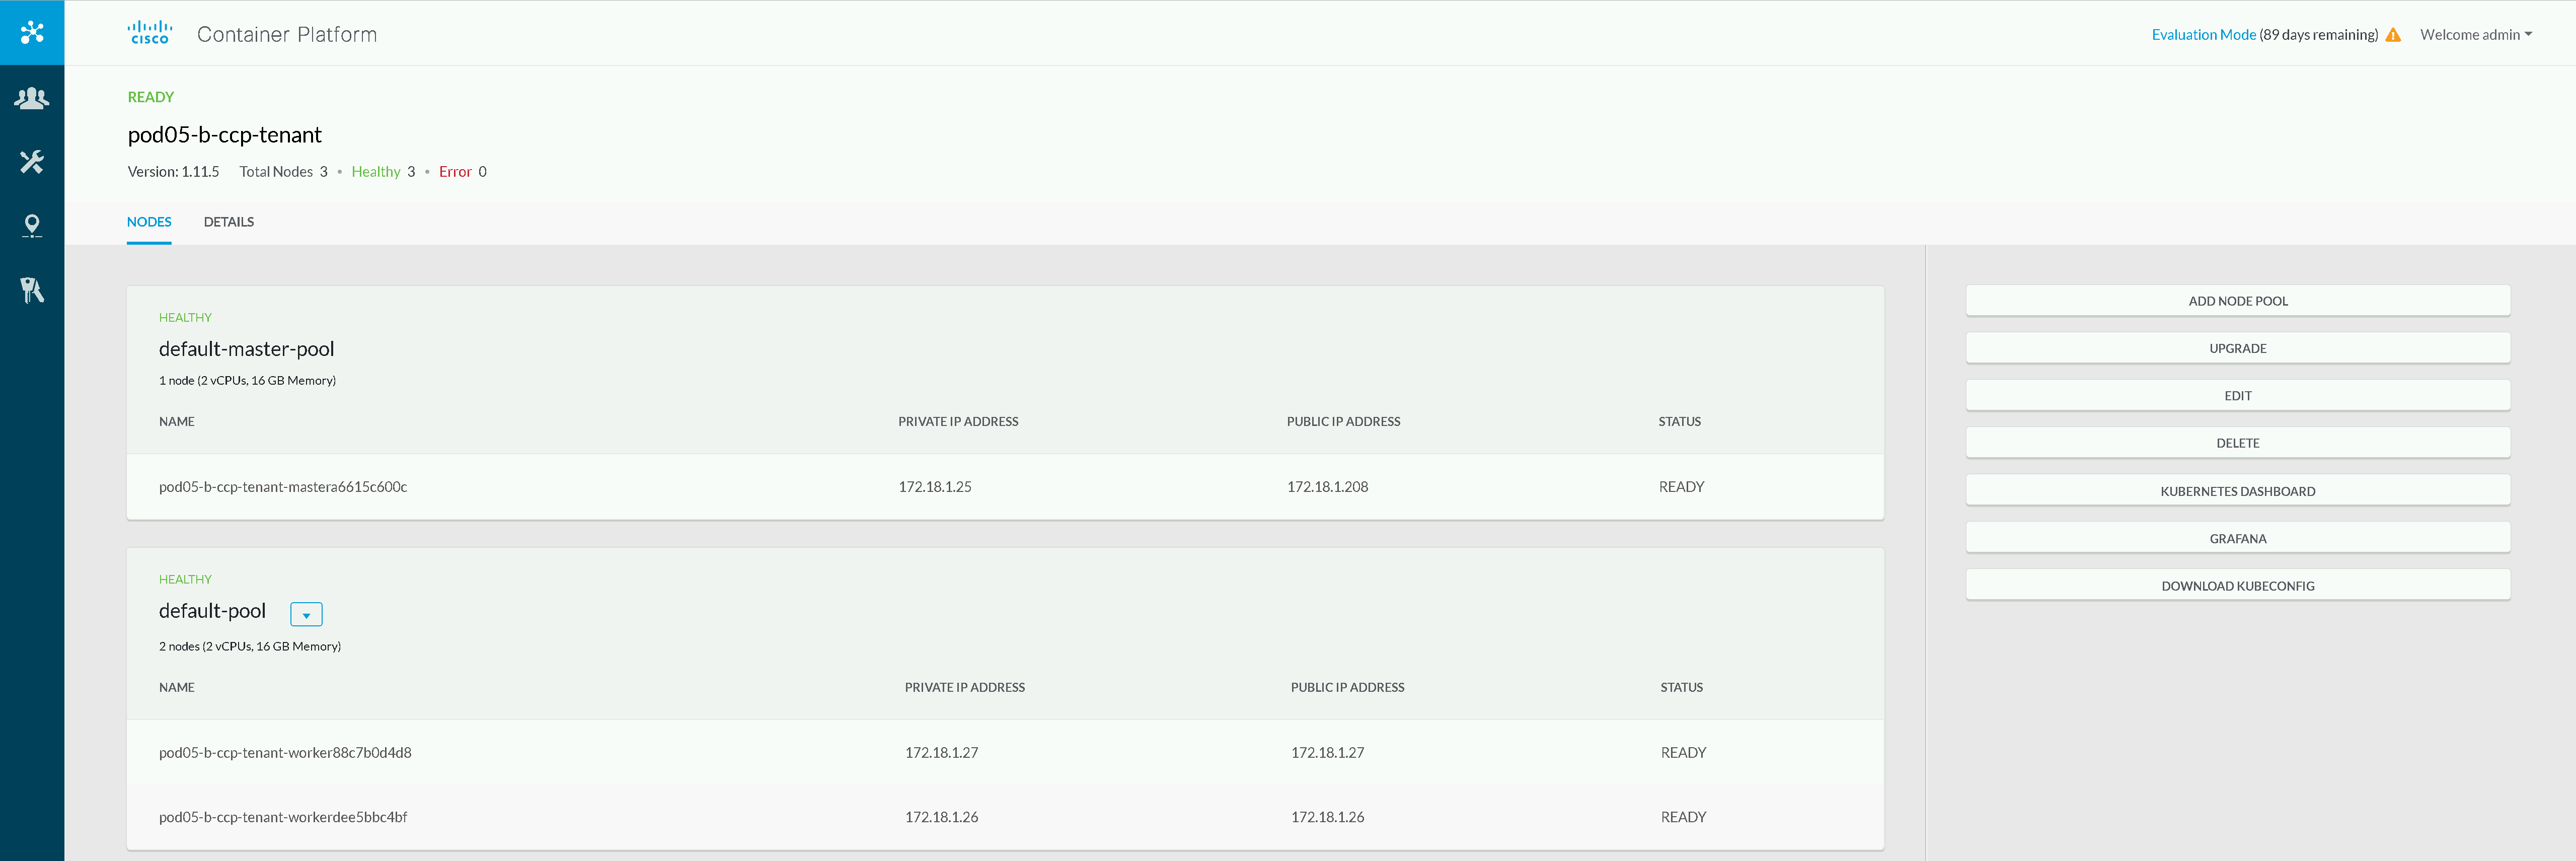 CISCO Container Platform
Evaluation Mode (89 days remaining) Welcome admin
READY
pod05-b-ccp-tenant
Version: 1.11.5 Total Nodes 3 • Healthy 3 • Error 0
NODES DETAILS
HEALTHY
default-master-pool
1 node (2 vCPUs, 16 GB Memory)
NAME PRIVATE IP ADDRESS PUBLIC IP ADDRESS STATUS
pod05-b-ccp-tenant-mastera6615c600c 172.18.1.25 172.18.1.208 READY
HEALTHY
default-pool
2 nodes (2 vCPUs, 16 GB Memory)
NAME PRIVATE IP ADDRESS PUBLIC IP ADDRESS STATUS
pod05-b-ccp-tenant-worker88c7b0d4d8 172.18.1.27 172.18.1.27 READY
pod05-b-ccp-tenant-workerdee5bbc4bf 172.18.1.26 172.18.1.26 READY
ADD NODE POOL
UPGRADE
EDIT
DELETE
KUBERNETES DASHBOARD
GRAFANA
DOWNLOAD KUBECONFIG